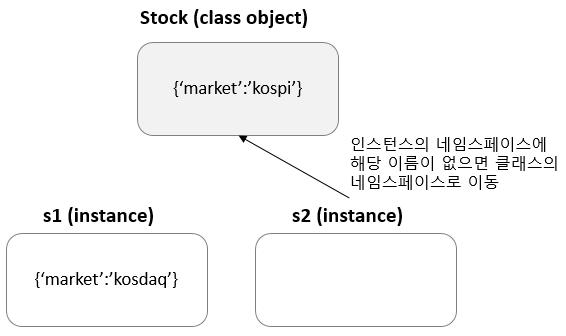 Stock (class object)
{‘market’:’kospi’}
인스턴스의 네임스페이스에
해당 이름이 없으면 클래스의
네임스페이스로 이동
s1 (instance)
s2 (instance)
{‘market’:’kosdaq’}